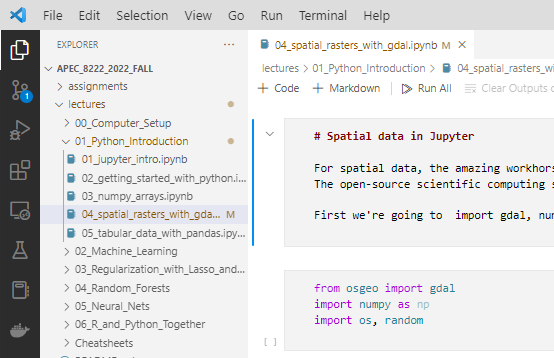 File Edit Selection View Go Run Terminal Help
EXPLORER
APEC_8222_2022_FALL
assignments
lectures
00_Computer_Setup
01_Python_Introduction
01_jupyter_intro.ipynb
02_getting_started_with_python.i...
03_numpy_arrays.ipynb
04_spatial_rasters_with_gda... M
05_tabular_data_with_pandas.ipy...
02_Machine_Learning
03_Regularization_with_Lasso_and...
04_Random_Forests
05_Neural_Nets
06_R_and_Python_Together
Cheatsheets
1
04_spatial_rasters_with_gdal.ipynb M
lectures > 01_Python_Introduction > 04_spatial_rasters_wi
+ Code + Markdown Run All Clear Outputs o
# Spatial data in Jupyter
For spatial data, the amazing workhors
The open-source scientific computing s
First we're going to  import gdal, num
from osgeo import gdal
import numpy as np
import os, random
[ ]